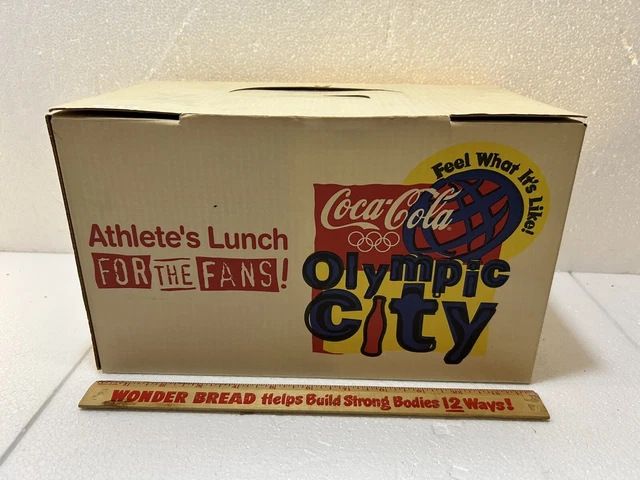 Feel What It's Like!
Coca-Cola
Athlete's Lunch
FOR THE FANS!
Olympic
City
WONDER BREAD Helps Build Strong Bodies 12 Ways!